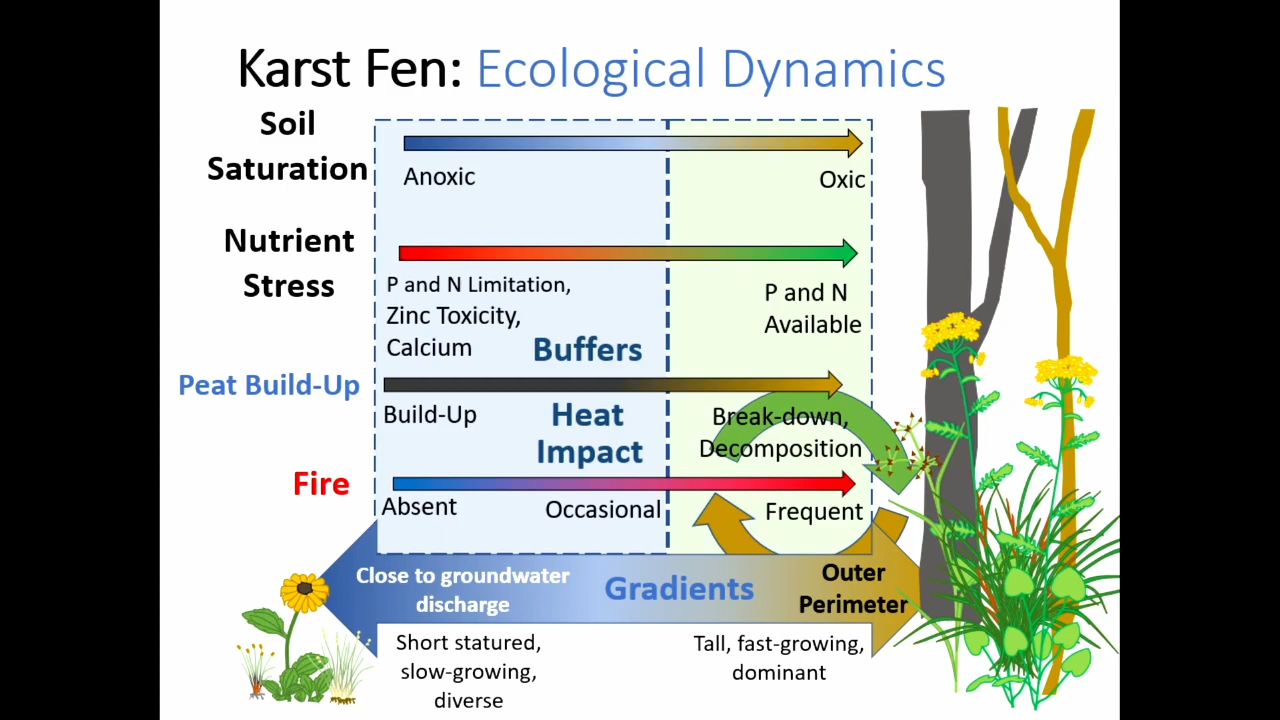 Karst Fen: Ecological Dynamics
Soil
Saturation
Anoxic
Oxic
Nutrient
Stress
P and N Limitation,
Zinc Toxicity,
Calcium
P and N
Available
Buffers
Peat Build-Up
Build-Up
Heat
Impact
Break-down,
Decomposition
Fire
Absent
Occasional
Frequent
Close to groundwater
discharge
Gradients
Outer
Perimeter
Short statured,
slow-growing,
diverse
Tall, fast-growing,
dominant